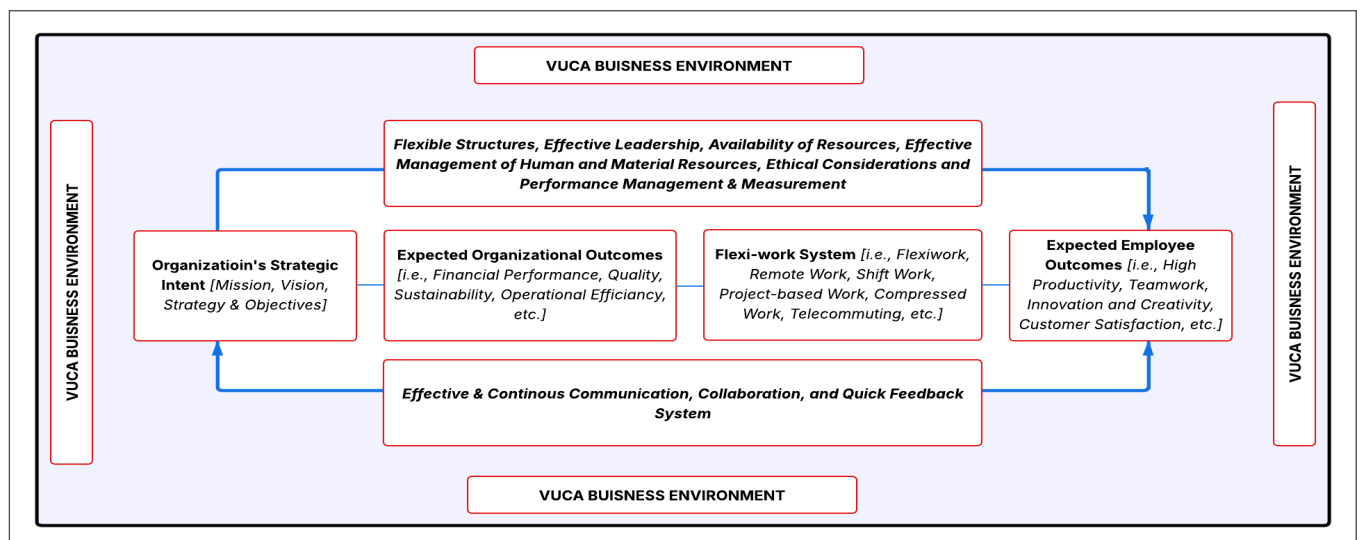 VUCA BUISNESS ENVIRONMENT
VUCA BUISNESS ENVIRONMENT
Flexible Structures, Effective Leadership, Availability of Resources, Effective
Management of Human and Material Resources, Ethical Considerations and
Performance Management & Measurement
Organizatioin's Strategic
Intent [Mission, Vision,
Strategy & Objectives]
Expected Organizational Outcomes
[i.e., Financial Performance, Quality,
Sustainability, Operational Efficiancy,
etc.]
Flexi-work System [i.e., Flexiwork,
Remote Work, Shift Work,
Project-based Work, Compressed
Work, Telecommuting, etc.]
Expected Employee
Outcomes [i.e., High
Productivity, Teamwork,
Innovation and Creativity,
Customer Satisfaction, etc.]
VUCA BUISNESS ENVIRONMENT
Effective & Continous Communication, Collaboration, and Quick Feedback
System
VUCA BUISNESS ENVIRONMENT